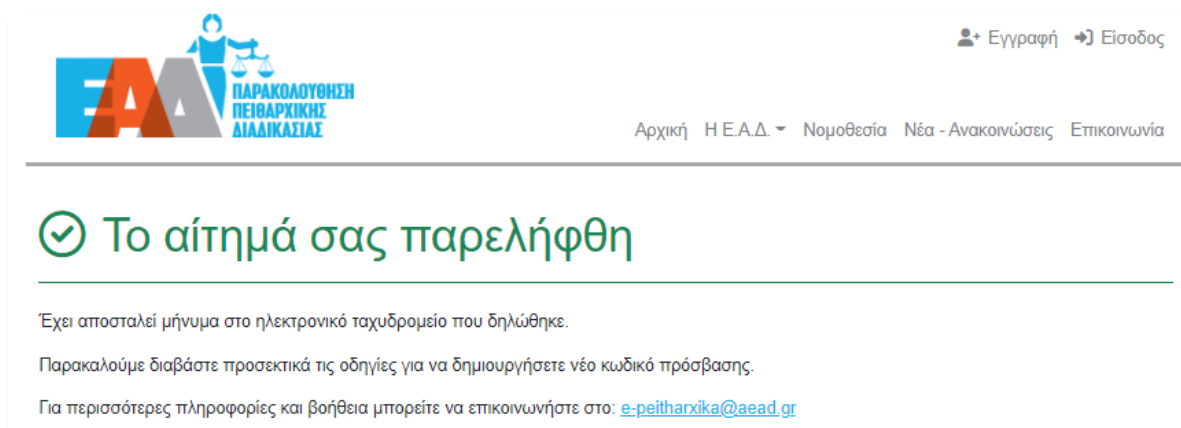 Εγγραφή Είσοδος
ΕΑΔ
ΠΑΡΑΚΟΛΟΥΘΗΣΗ
ΠΕΙΘΑΡΧΙΚΗΣ
ΔΙΑΔΙΚΑΣΙΑΣ
Αρχική Η Ε.Α.Δ. Νομοθεσία Νέα - Ανακοινώσεις Επικοινωνία
Το αίτημά σας παρελήφθη
Έχει αποσταλεί μήνυμα στο ηλεκτρονικό ταχυδρομείο που δηλώθηκε.
Παρακαλούμε διαβάστε προσεκτικά τις οδηγίες για να δημιουργήσετε νέο κωδικό πρόσβασης.
Για περισσότερες πληροφορίες και βοήθεια μπορείτε να επικοινωνήστε στο: e-peitharxika@aead.gr